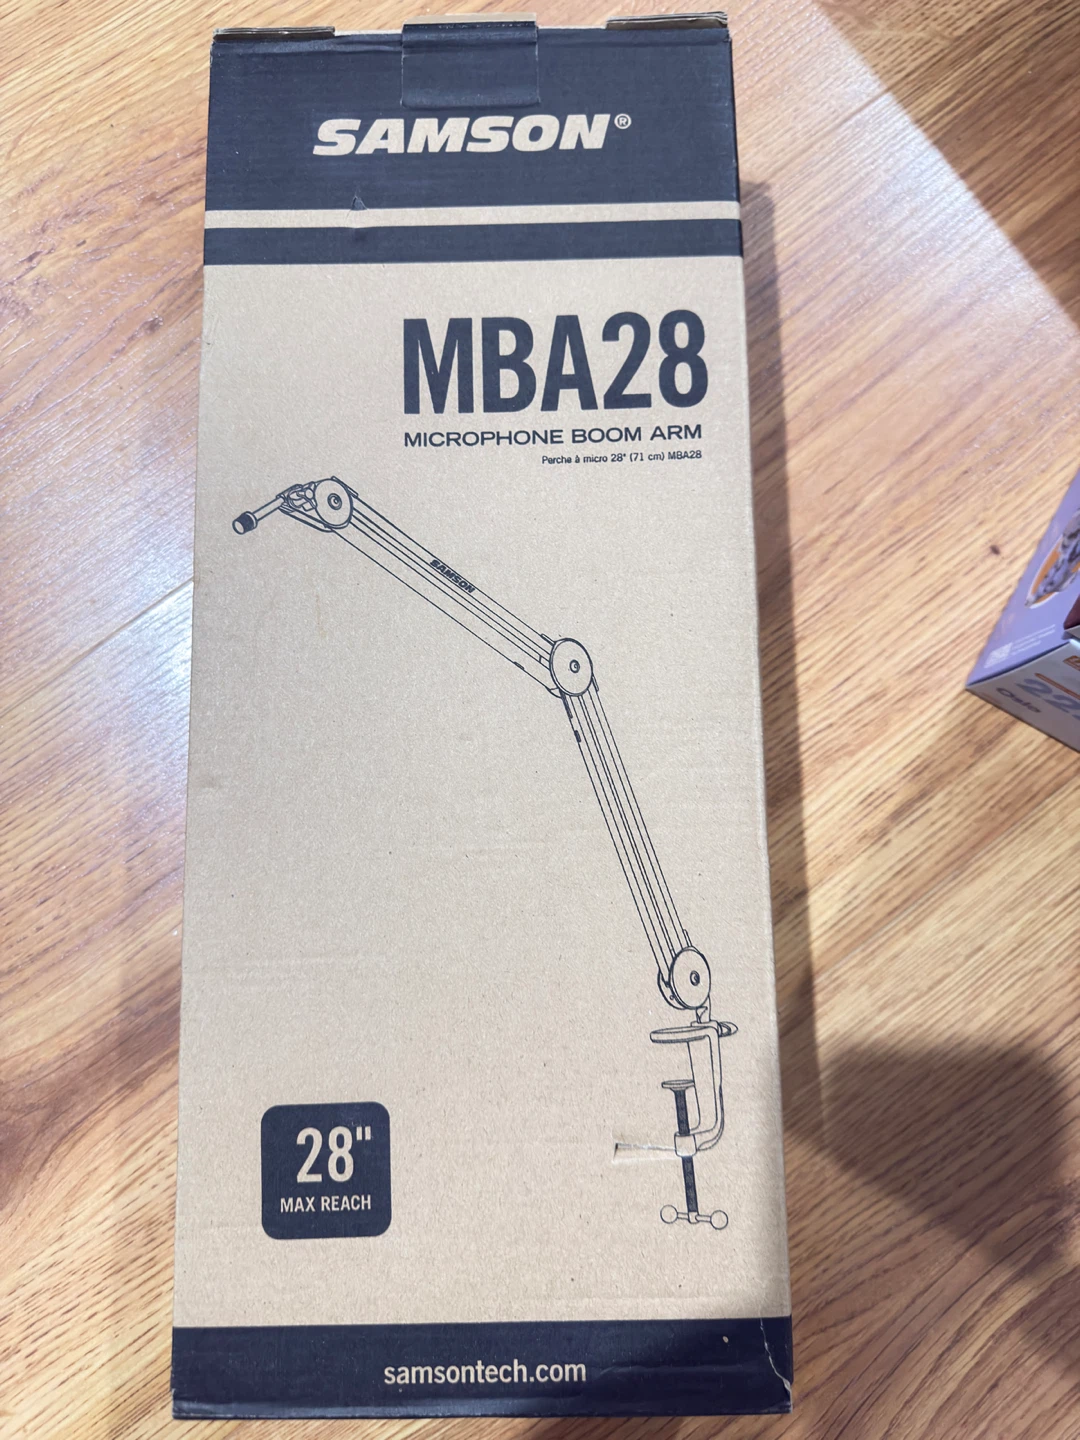 SAMSON®
MBA28
MICROPHONE BOOM ARM
Perche à micro 28" (71 cm) MBA28
SAMSON
28"
MAX REACH
samsontech.com